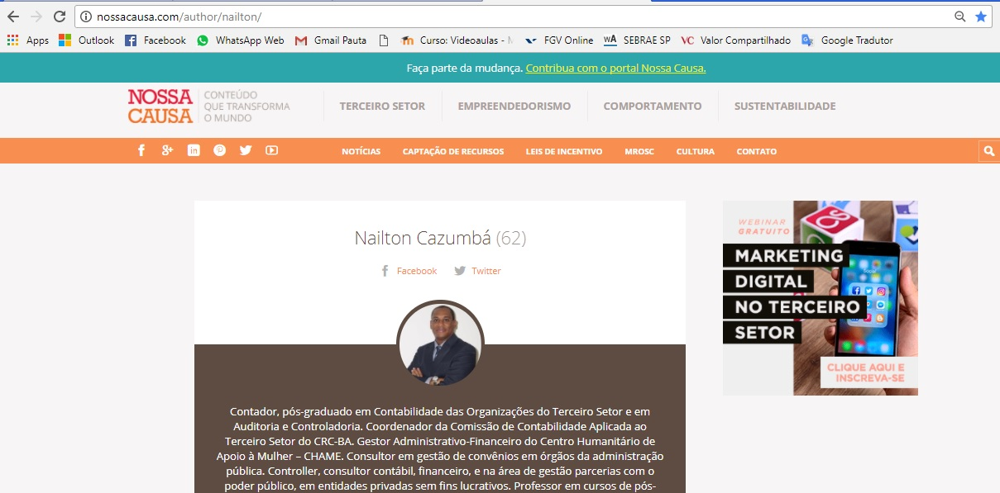 nossacausa.com/author/nailton/
Apps Outlook Facebook WhatsApp Web Gmail Pauta Curso: Videoaulas - FGV Online SEBRAE SP Valor Compartilhado Google Tradutor
Faça parte da mudança. Contribua com o portal Nossa Causa.
NOSSA
CAUSA
CONTEÚDO
QUE TRANSFORMA
O MUNDO
TERCEIRO SETOR EMPREENDEDORISMO COMPORTAMENTO SUSTENTABILIDADE
NOTÍCIAS CAPTAÇÃO DE RECURSOS LEIS DE INCENTIVO MROSC CULTURA CONTATO
Nailton Cazumbá (62)
Facebook Twitter
Contador, pós-graduado em Contabilidade das Organizações do Terceiro Setor e em
Auditoria e Controladoria. Coordenador da Comissão de Contabilidade Aplicada ao
Terceiro Setor do CRC-BA. Gestor Administrativo-Financeiro do Centro Humanitário de
Apoio à Mulher – CHAME. Consultor em gestão de convênios em órgãos da administração
pública. Controller, consultor contábil, financeiro, e na área de gestão parcerias com o
poder público, em entidades privadas sem fins lucrativos. Professor em cursos de pós-
WEBINAR
GRATUITO
MARKETING
DIGITAL
NO TERCEIRO
SETOR
CLIQUE AQUI E
INSCREVA-SE